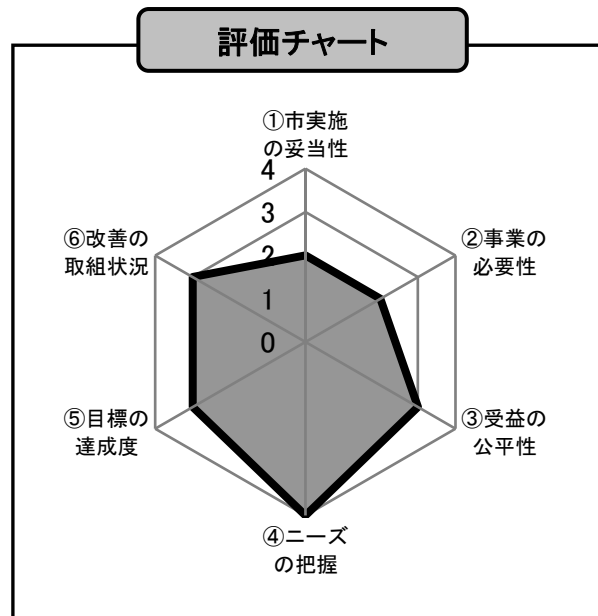 評価チャート
①市実施
の妥当性
4
3
2
1
0
②事業の
必要性
③受益の
公平性
④ニーズ
の把握
⑤目標の
達成度
⑥改善の
取組状況